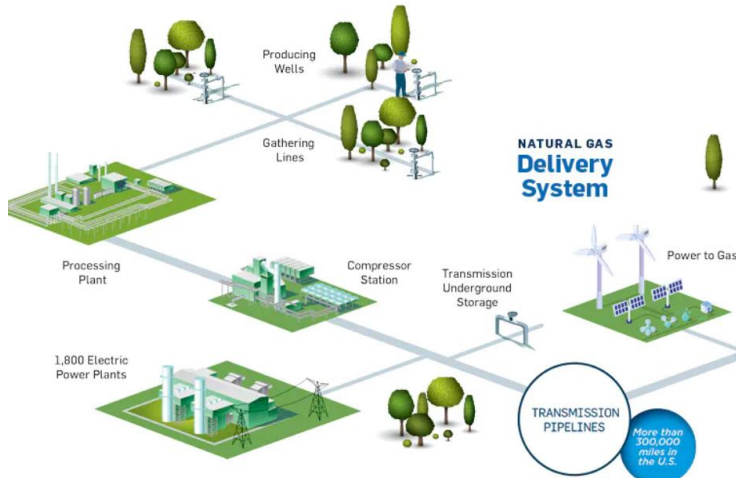 Producing
Wells
Gathering
Lines
NATURAL GAS
Delivery
System
Processing
Plant
Compressor
Station
Transmission
Underground
Storage
Power to Gas
1,800 Electric
Power Plants
TRANSMISSION
PIPELINES
More than
300,000
miles in
the U.S.